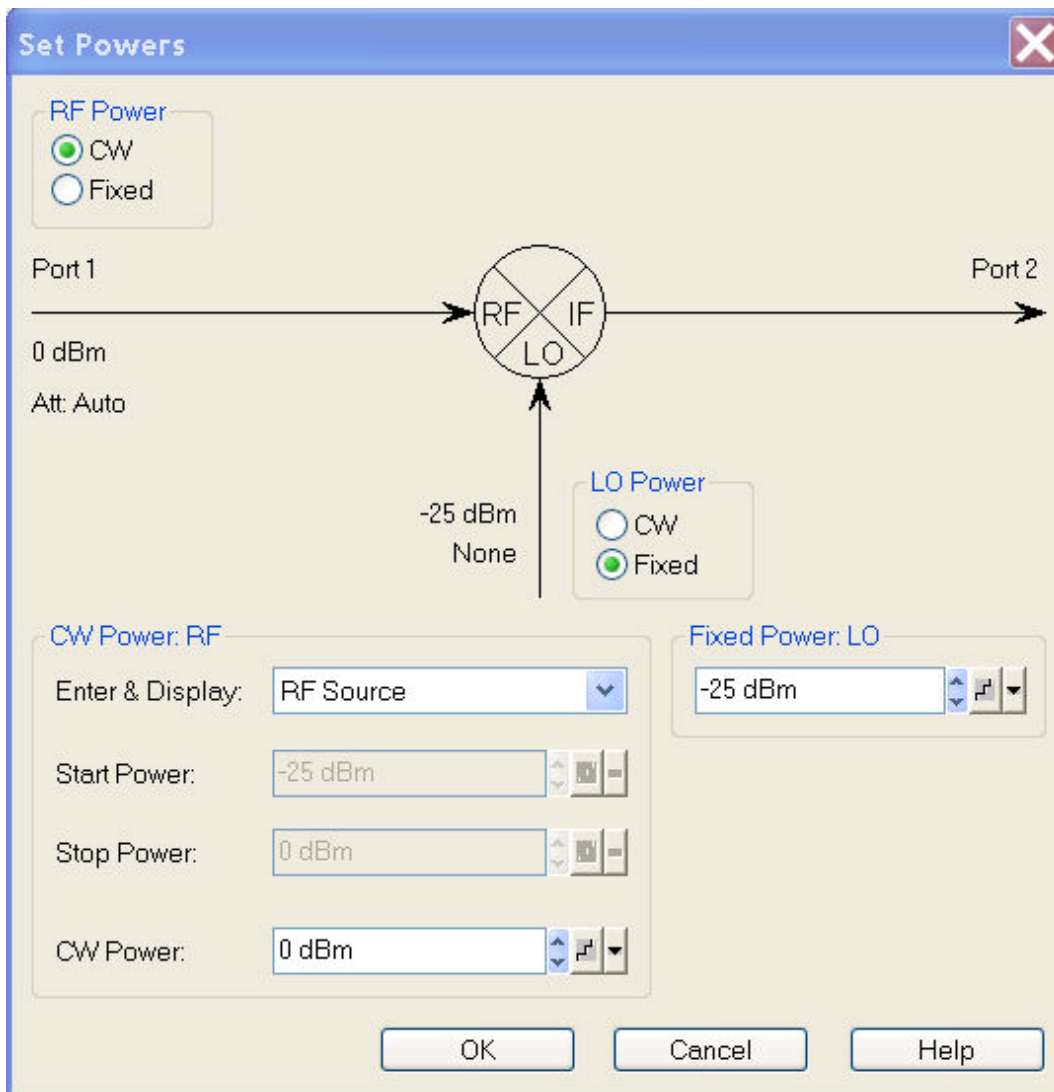 Set Powers
RF Power
CW
Fixed
Port 1
Port 2
RF
IF
LO
0 dBm
Att: Auto
-25 dBm
None
LO Power
CW
Fixed
CW Power: RF
Enter & Display:
RF Source
Start Power:
-25 dBm
Stop Power:
0 dBm
CW Power:
0 dBm
Fixed Power: LO
-25 dBm
OK
Cancel
Help